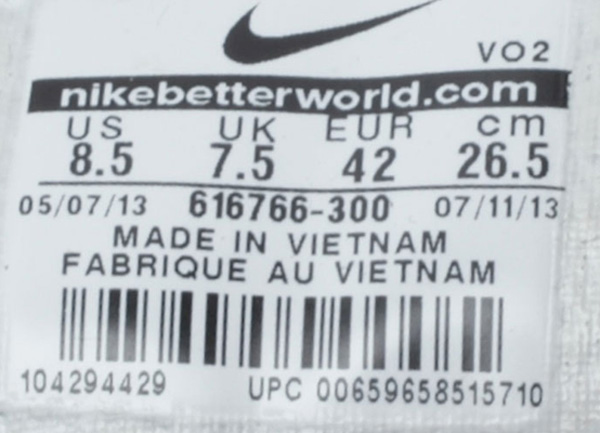 VO2
nikebetterworld.com
US UK EUR cm
8.5 7.5 42 26.5
05/07/13 616766-300 07/11/13
MADE IN VIETNAM
FABRIQUE AU VIETNAM
104294429 UPC 00659658515710